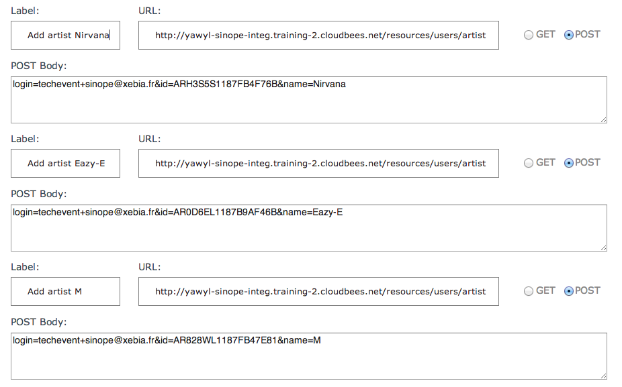 Label: URL:
Add artist Nirvana http://yawyl-sinope-integ.training-2.cloudbees.net/resources/users/artist GET POST
POST Body:
login=techevent+sinope@xebia.fr&id=ARH3S5S1187FB4F76B&name=Nirvana
Label: URL:
Add artist Eazy-E http://yawyl-sinope-integ.training-2.cloudbees.net/resources/users/artist GET POST
POST Body:
login=techevent+sinope@xebia.fr&id=AR0D6EL1187B9AF46B&name=Eazy-E
Label: URL:
Add artist M http://yawyl-sinope-integ.training-2.cloudbees.net/resources/users/artist GET POST
POST Body:
login=techevent+sinope@xebia.fr&id=AR828WL1187FB47E81&name=M